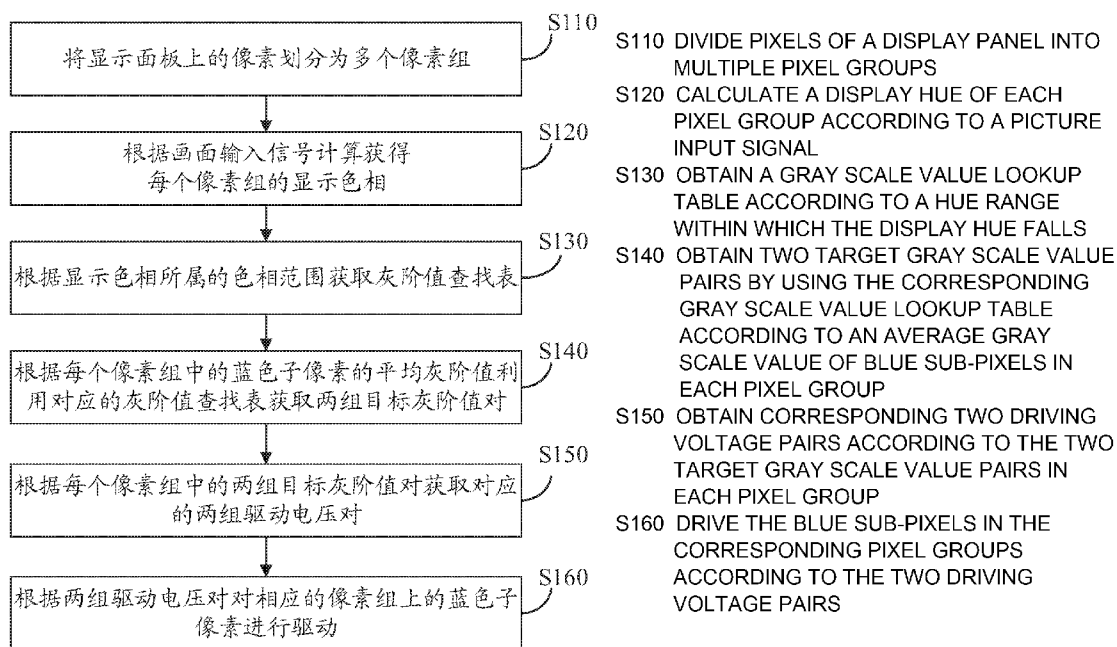 S110
将显示面板上的像素划分为多个像素组
S120
根据画面输入信号计算获得
每个像素组的显示色相
S130
根据显示色相所属的色相范围获取灰阶值查找表
S140
根据每个像素组中的蓝色子像素的平均灰阶值利
用对应的灰阶值查找表获取两组目标灰阶值对
S150
根据每个像素组中的两组目标灰阶值对获取对应
的两组驱动电压对
S160
根据两组驱动电压对对相应的像素组上的蓝色子
像素进行驱动
S110 DIVIDE PIXELS OF A DISPLAY PANEL INTO
MULTIPLE PIXEL GROUPS
S120 CALCULATE A DISPLAY HUE OF EACH
PIXEL GROUP ACCORDING TO A PICTURE
INPUT SIGNAL
S130 OBTAIN A GRAY SCALE VALUE LOOKUP
TABLE ACCORDING TO A HUE RANGE
WITHIN WHICH THE DISPLAY HUE FALLS
S140 OBTAIN TWO TARGET GRAY SCALE VALUE
PAIRS BY USING THE CORRESPONDING
GRAY SCALE VALUE LOOKUP TABLE
ACCORDING TO AN AVERAGE GRAY
SCALE VALUE OF BLUE SUB-PIXELS IN
EACH PIXEL GROUP
S150 OBTAIN CORRESPONDING TWO DRIVING
VOLTAGE PAIRS ACCORDING TO THE TWO
TARGET GRAY SCALE VALUE PAIRS IN
EACH PIXEL GROUP
S160 DRIVE THE BLUE SUB-PIXELS IN THE
CORRESPONDING PIXEL GROUPS
ACCORDING TO THE TWO DRIVING
VOLTAGE PAIRS